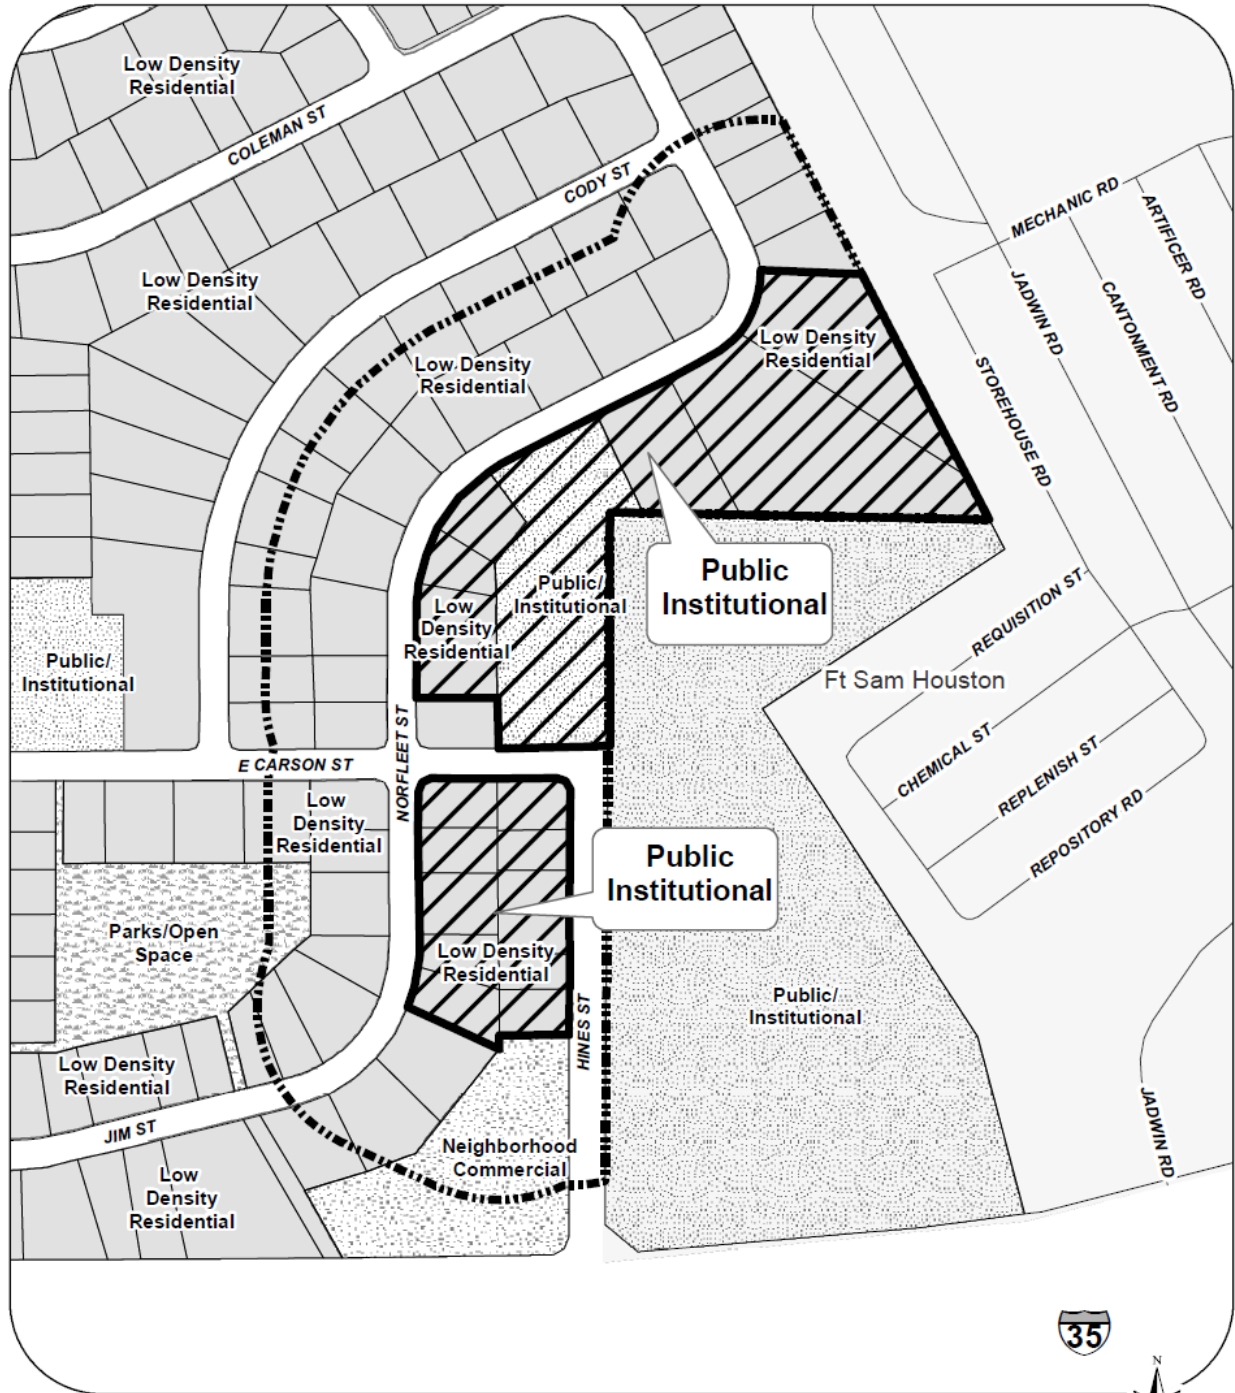 Low Density
Residential
COLEMAN ST
CODY ST
MECHANIC RD
ARTIFICER RD
Low Density
Residential
JADWIN RD
CANTONMENT RD
Low Density
Residential
Low Density
Residential
STOREHOUSE RD
Public
Institutional
Public/
Institutional
Low
Density
Residential
REQUISITION ST
Public/
Institutional
Ft Sam Houston
NORFLEET ST
E CARSON ST
CHEMICAL ST
REPLENISH ST
REPOSITORY RD
Low
Density
Residential
Public
Institutional
Parks/Open
Space
Low Density
Residential
Public/
Institutional
HINES ST
Low Density
Residential
JADWIN RD
JIM ST
Neighborhood
Commercial
Low
Density
Residential
35
N